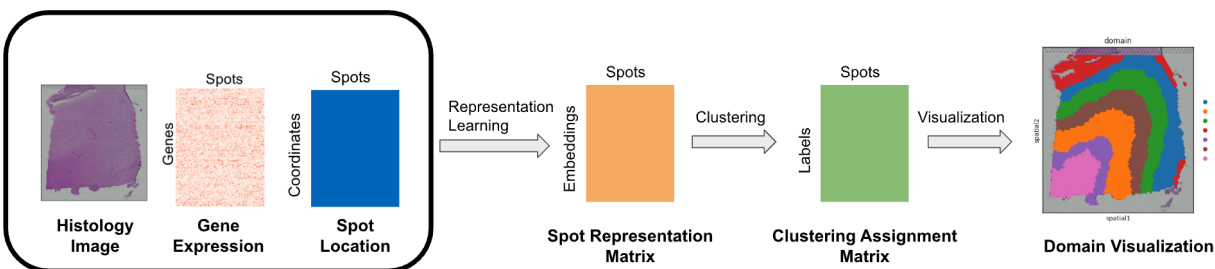 Spots
Genes
Spots
Coordinates
Histology
Image
Gene
Expression
Spot
Location
Representation
Learning
Spots
Embeddings
Spot Representation
Matrix
Clustering
Spots
Labels
Clustering Assignment
Matrix
Visualization
domain
spatial2
spatial1
Domain Visualization